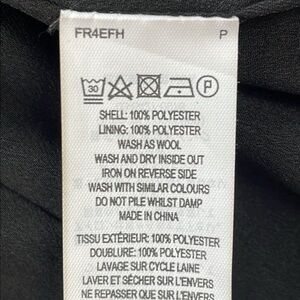 FR4EFH P
30 P
SHELL: 100% POLYESTER
LINING: 100% POLYESTER
WASH AS WOOL
WASH AND DRY INSIDE OUT
IRON ON REVERSE SIDE
WASH WITH SIMILAR COLOURS
DO NOT PILE WHILST DAMP
MADE IN CHINA
TISSU EXTÉRIEUR: 100% POLYESTER
DOUBLURE: 100% POLYESTER
LAVAGE SUR CYCLE LAINE
LAVER ET SÉCHER SUR L'ENVERS
NE REPASSER QUE SUR L'ENVERS